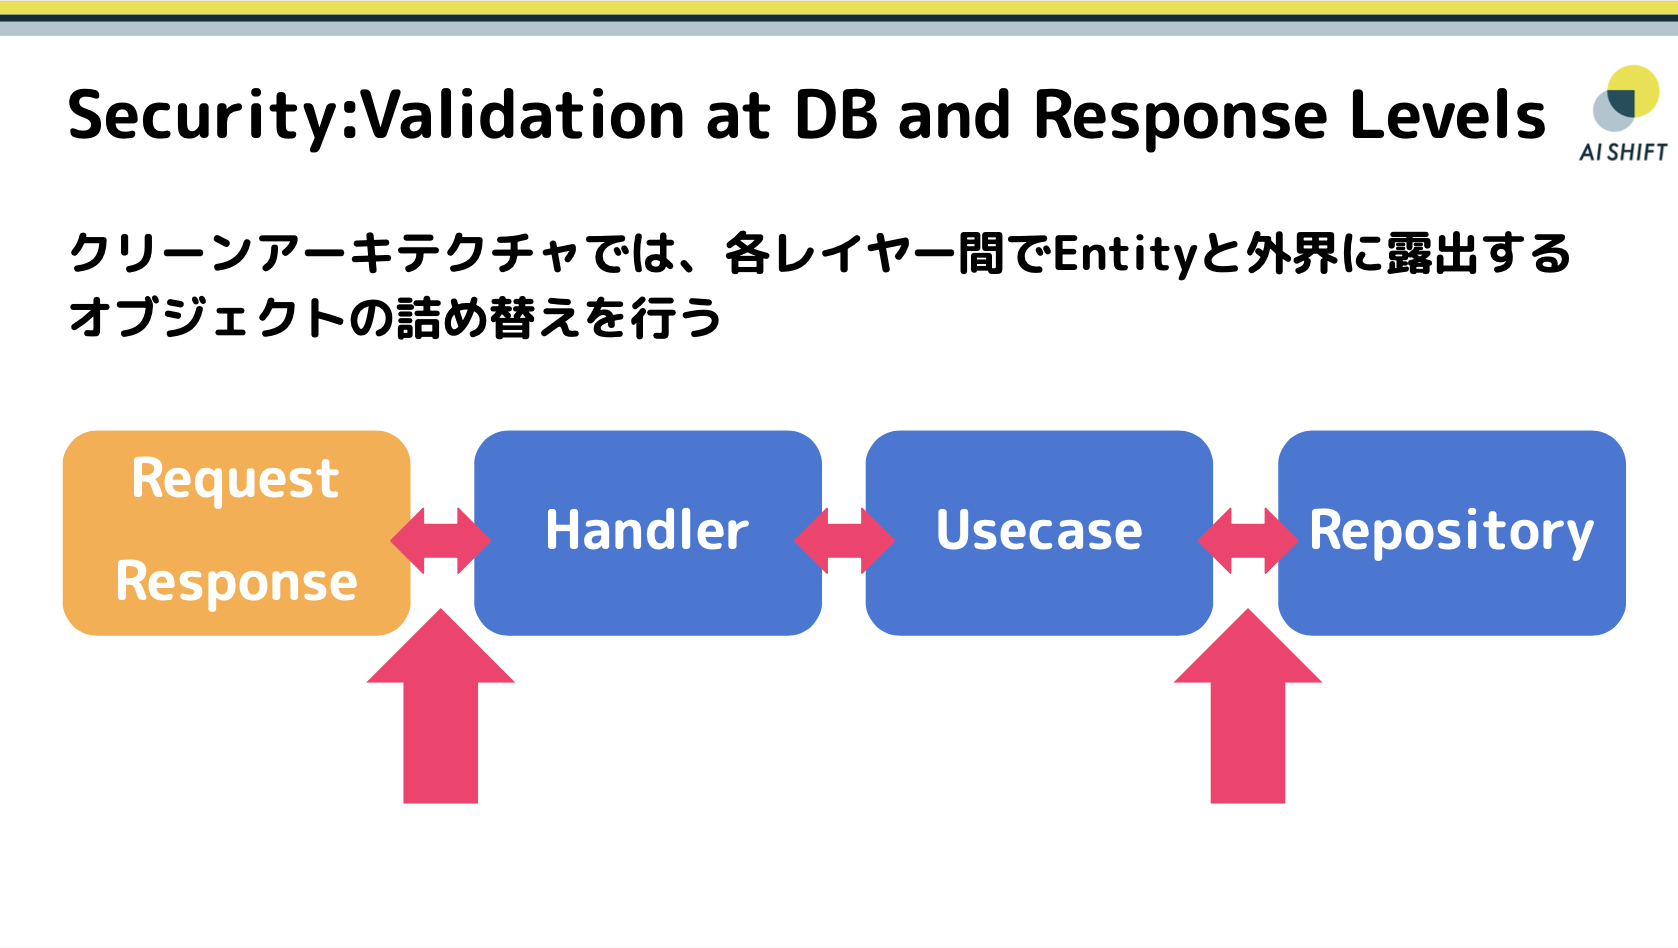 Security:Validation at DB and Response Levels
AI SHIFT
クリーンアーキテクチャでは、各レイヤー間でEntityと外界に露出する
オブジェクトの詰め替えを行う
Request
Response
Handler
Usecase
Repository